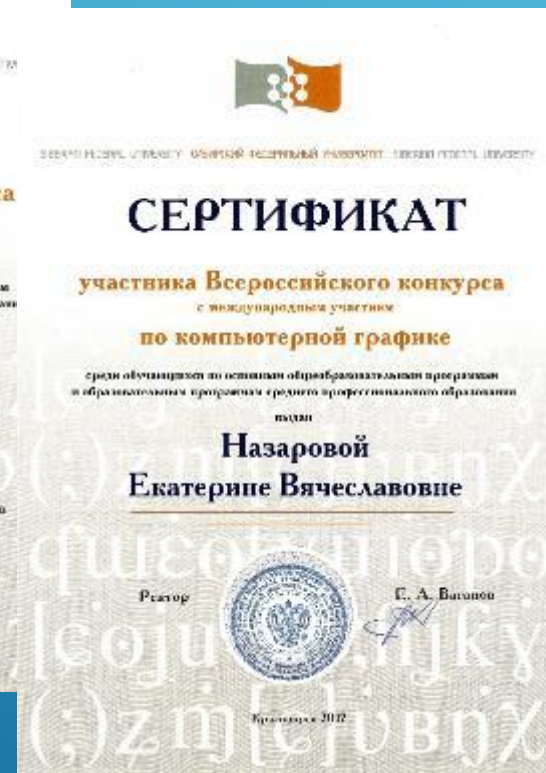 СИБИРСКИЙ ФЕДЕРАЛЬНЫЙ УНИВЕРСИТЕТ
СЕРТИФИКАТ
участника Всероссийского конкурса
с международным участием
по компьютерной графике
среди обучающихся по основным общеобразовательным программам
и образовательным программам среднего профессионального образования
выдан
Назаровой
Екатерине Вячеславовне
Ректор Е. А. Ваганов
Красноярск